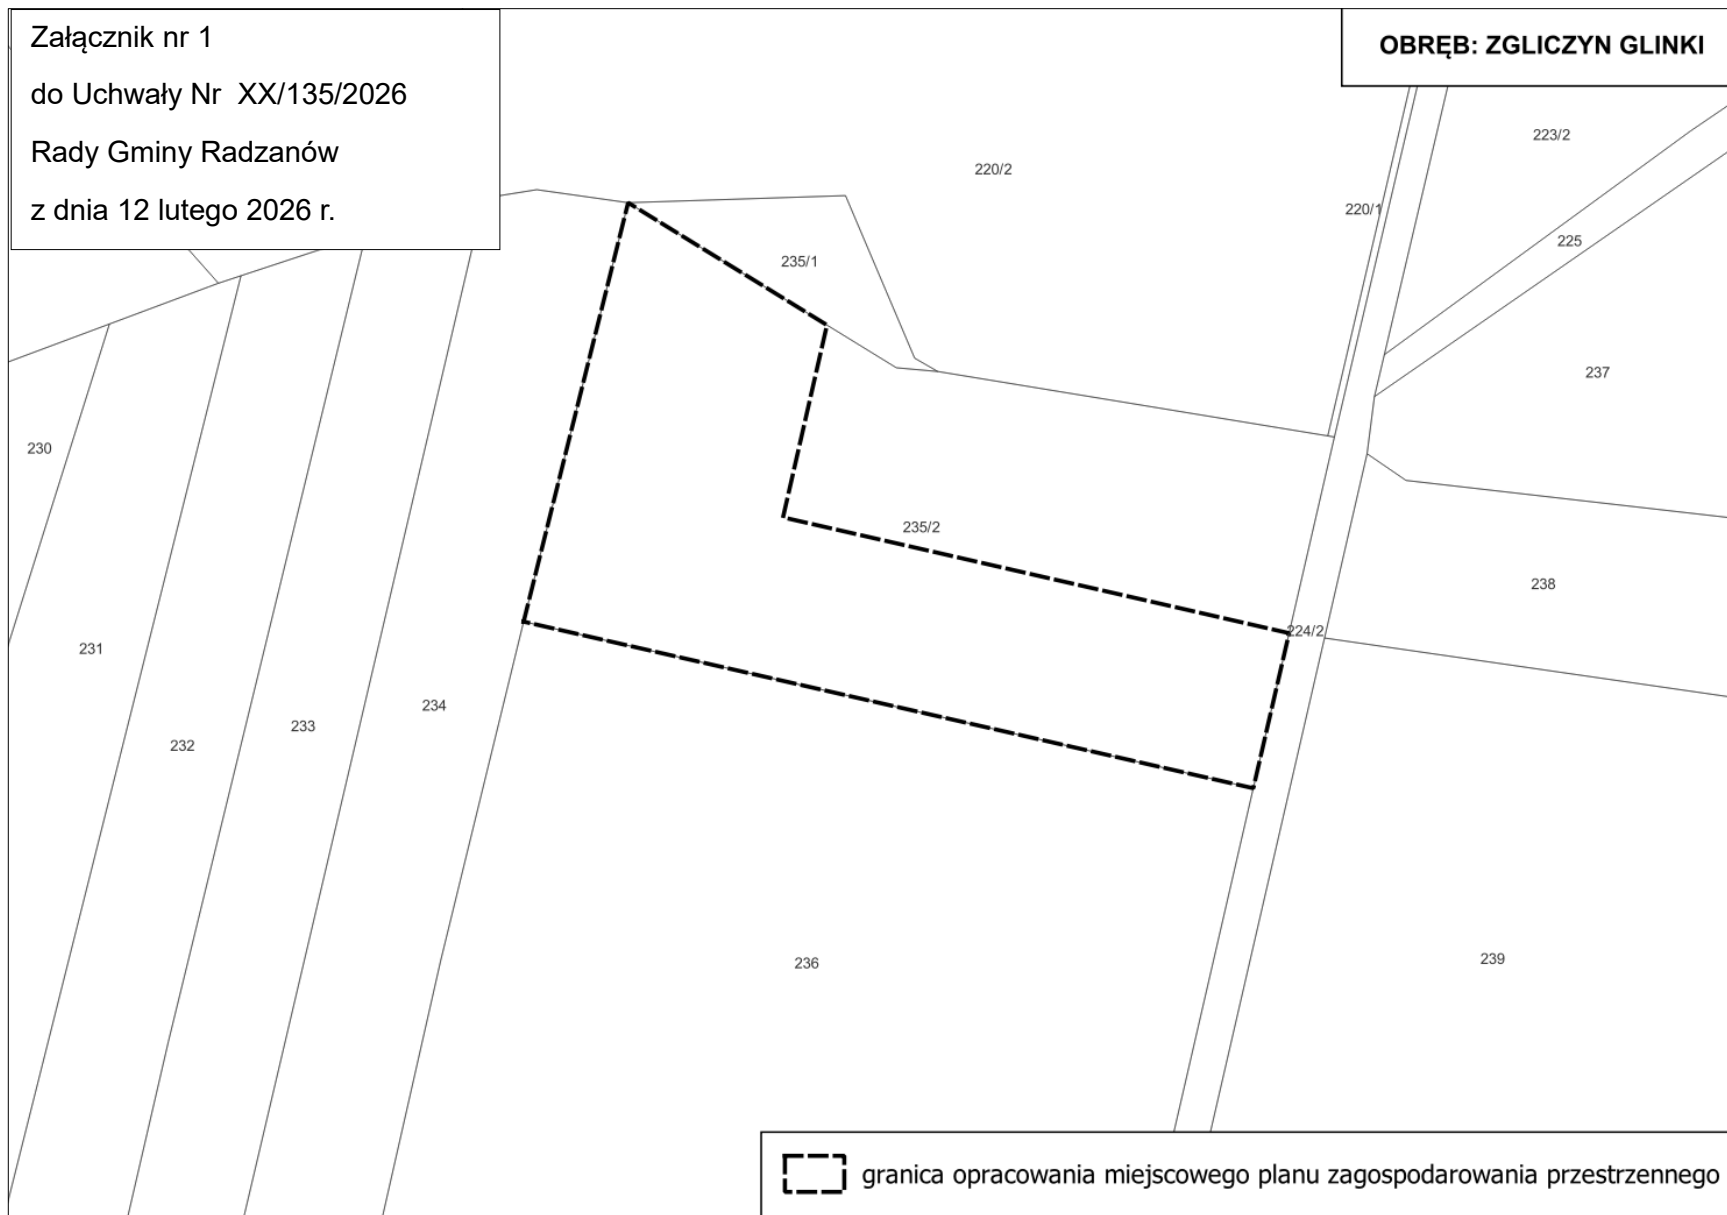 Załącznik nr 1
do Uchwały Nr  XX/135/2026
Rady Gminy Radzanów
z dnia 12 lutego 2026 r.
OBRĘB: ZGLICZYN GLINKI
223/2
220/2
220/1
225
235/1
237
230
235/2
238
224/2
231
234
233
232
236
239
granica opracowania miejscowego planu zagospodarowania przestrzennego